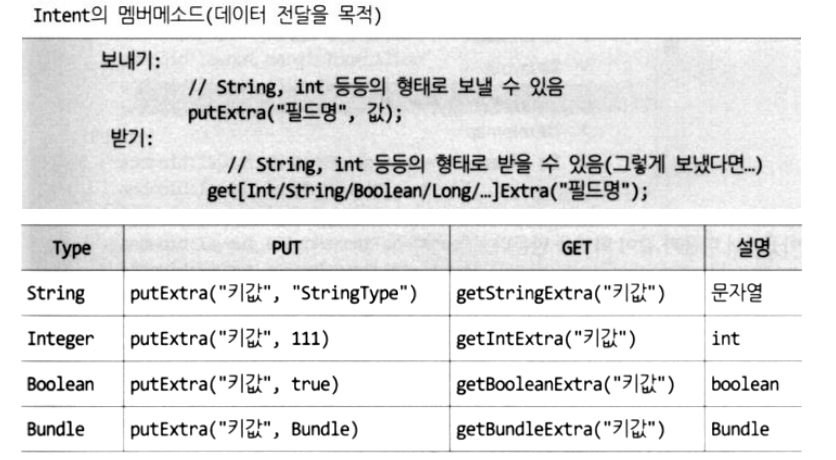 Intent의 멤버메소드(데이터 전달을 목적)
보내기:
// String, int 등등의 형태로 보낼 수 있음
putExtra("필드명", 값);
받기:
// String, int 등등의 형태로 받을 수 있음(그렇게 보냈다면…)
get[Int/String/Boolean/Long/…]Extra("필드명");
Type PUT GET 설명
String putExtra("키값", "StringType") getStringExtra("키값") 문자열
Integer putExtra("키값", 111) getIntExtra("키값") int
Boolean putExtra("키값", true) getBooleanExtra("키값") boolean
Bundle putExtra("키값", Bundle) getBundleExtra("키값") Bundle